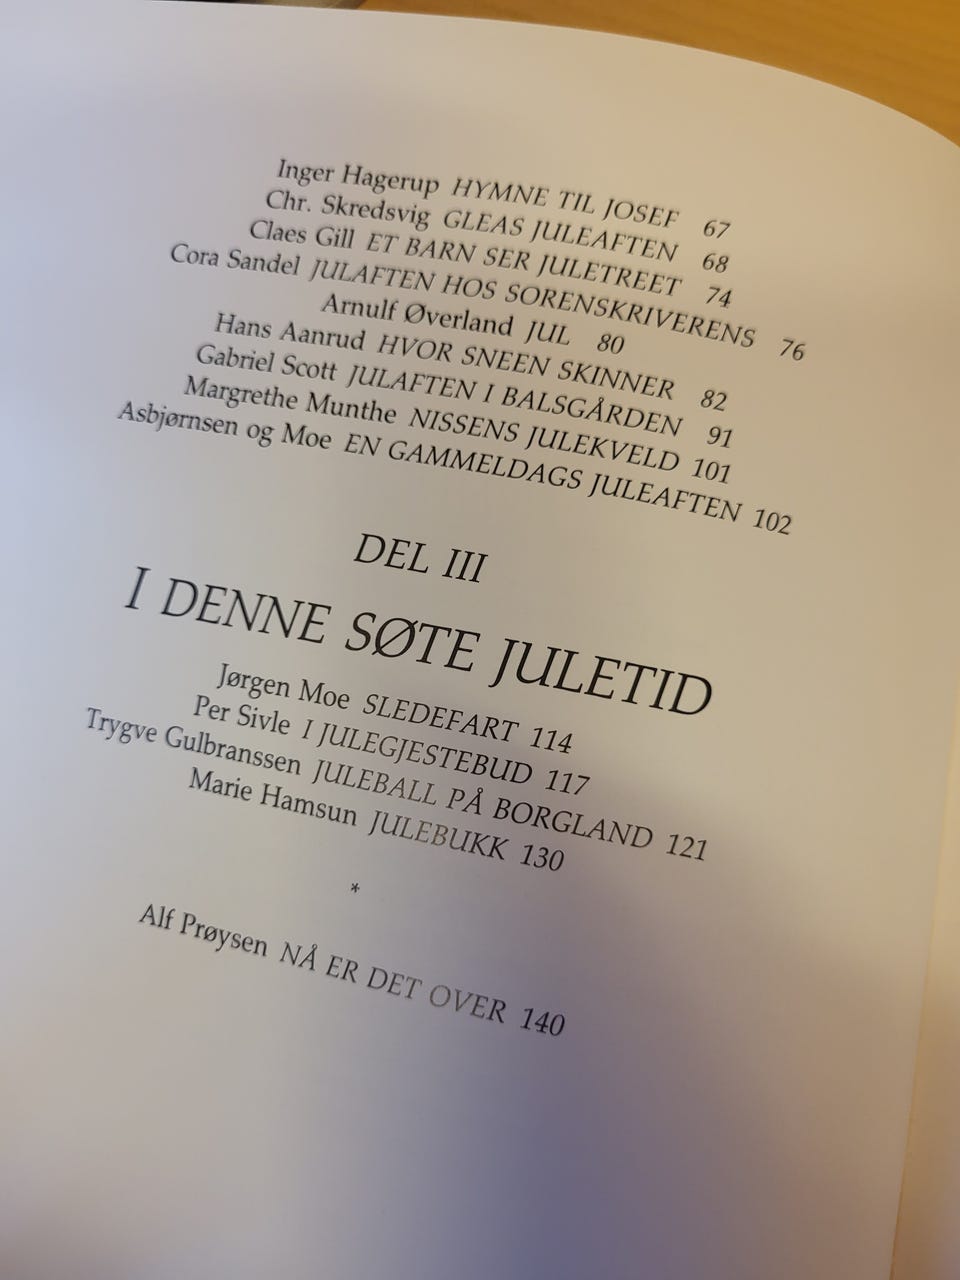 Inger Hagerup HYMNE TIL JOSEF 67
Chr. Skredsvig GLEAS JULEAFTEN 68
Claes Gill ET BARN SER JULETREET 74
Cora Sandel JULAFTEN HOS SORENSKRIVERENS 76
Arnulf Øverland JUL 80
Hans Aanrud HVOR SNEEN SKINNER 82
Gabriel Scott JULAFTEN I BALSGÅRDEN 91
Margrethe Munthe NISSENS JULEKVELD 101
Asbjørnsen og Moe EN GAMMELDAGS JULEAFTEN 102
DEL III
I DENNE SØTE JULETID
Jørgen Moe SLEDEFART 114
Per Sivle I JULEGJESTEBUD 117
Trygve Gulbranssen JULEBALL PÅ BORGLAND 121
Marie Hamsun JULEBUKK 130
*
Alf Prøysen NÅ ER DET OVER 140